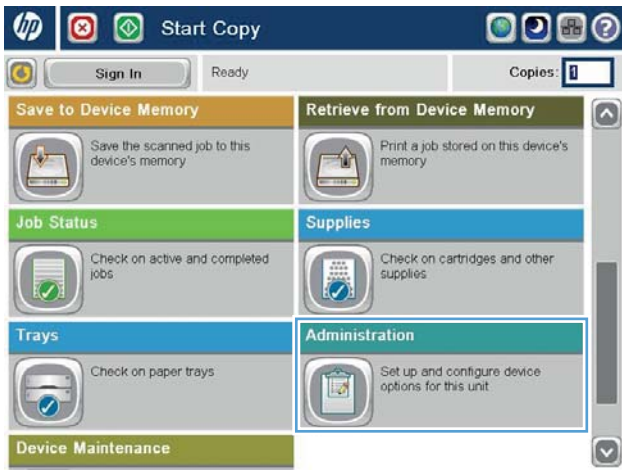 hp
Start Copy
?
Sign In
Ready
Copies: 1
Save to Device Memory
Save the scanned job to this
device's memory
Retrieve from Device Memory
Print a job stored on this device's
memory
Job Status
Check on active and completed
jobs
Supplies
Check on cartridges and other
supplies
Trays
Check on paper trays
Administration
Set up and configure device
options for this unit
Device Maintenance